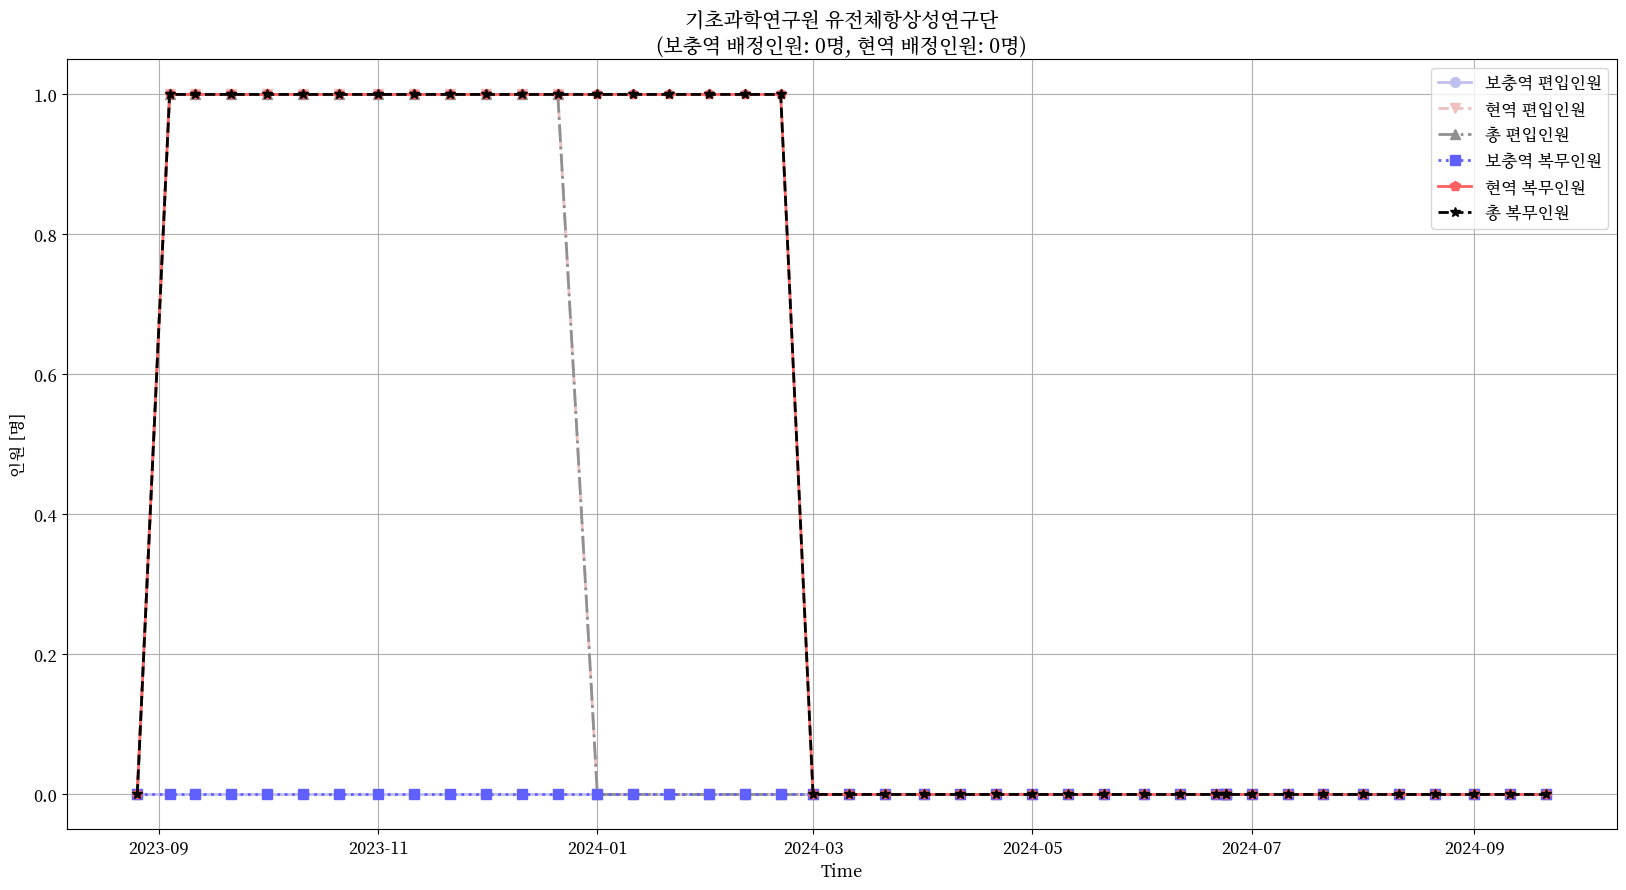 기초과학연구원 유전체항상성연구단
(보충역 배정인원: 0명, 현역 배정인원: 0명)
보충역 편입인원
현역 편입인원
총 편입인원
보충역 복무인원
현역 복무인원
총 복무인원
인원 [명]
1.0
0.8
0.6
0.4
0.2
0.0
2023-09
2023-11
2024-01
2024-03
2024-05
2024-07
2024-09
Time